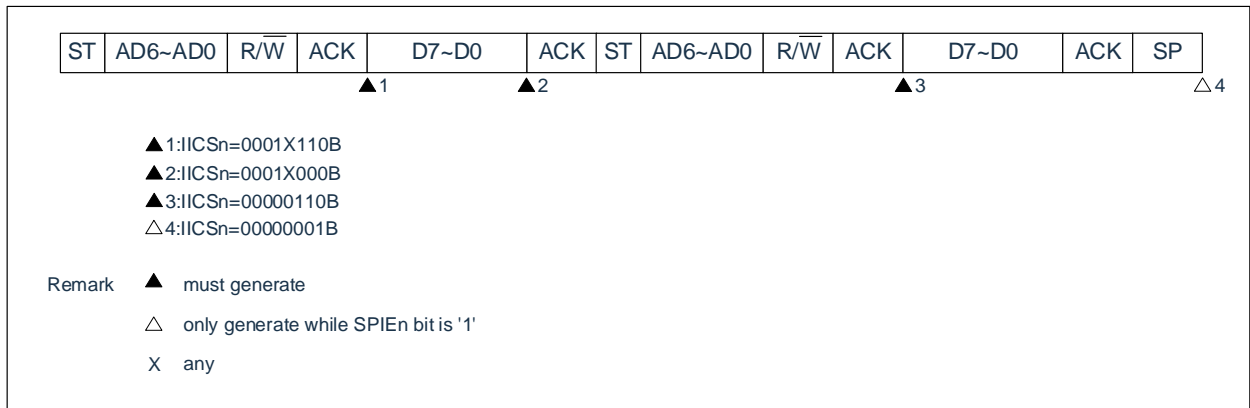 ST AD6~AD0 R/W̅ ACK D7~D0 ACK ST AD6~AD0 R/W̅ ACK D7~D0 ACK SP
▲1 ▲2 ▲3 △4
▲1:IICSn=0001X110B
▲2:IICSn=0001X000B
▲3:IICSn=00000110B
△4:IICSn=00000001B
Remark ▲ must generate
△ only generate while SPIEn bit is '1'
X any